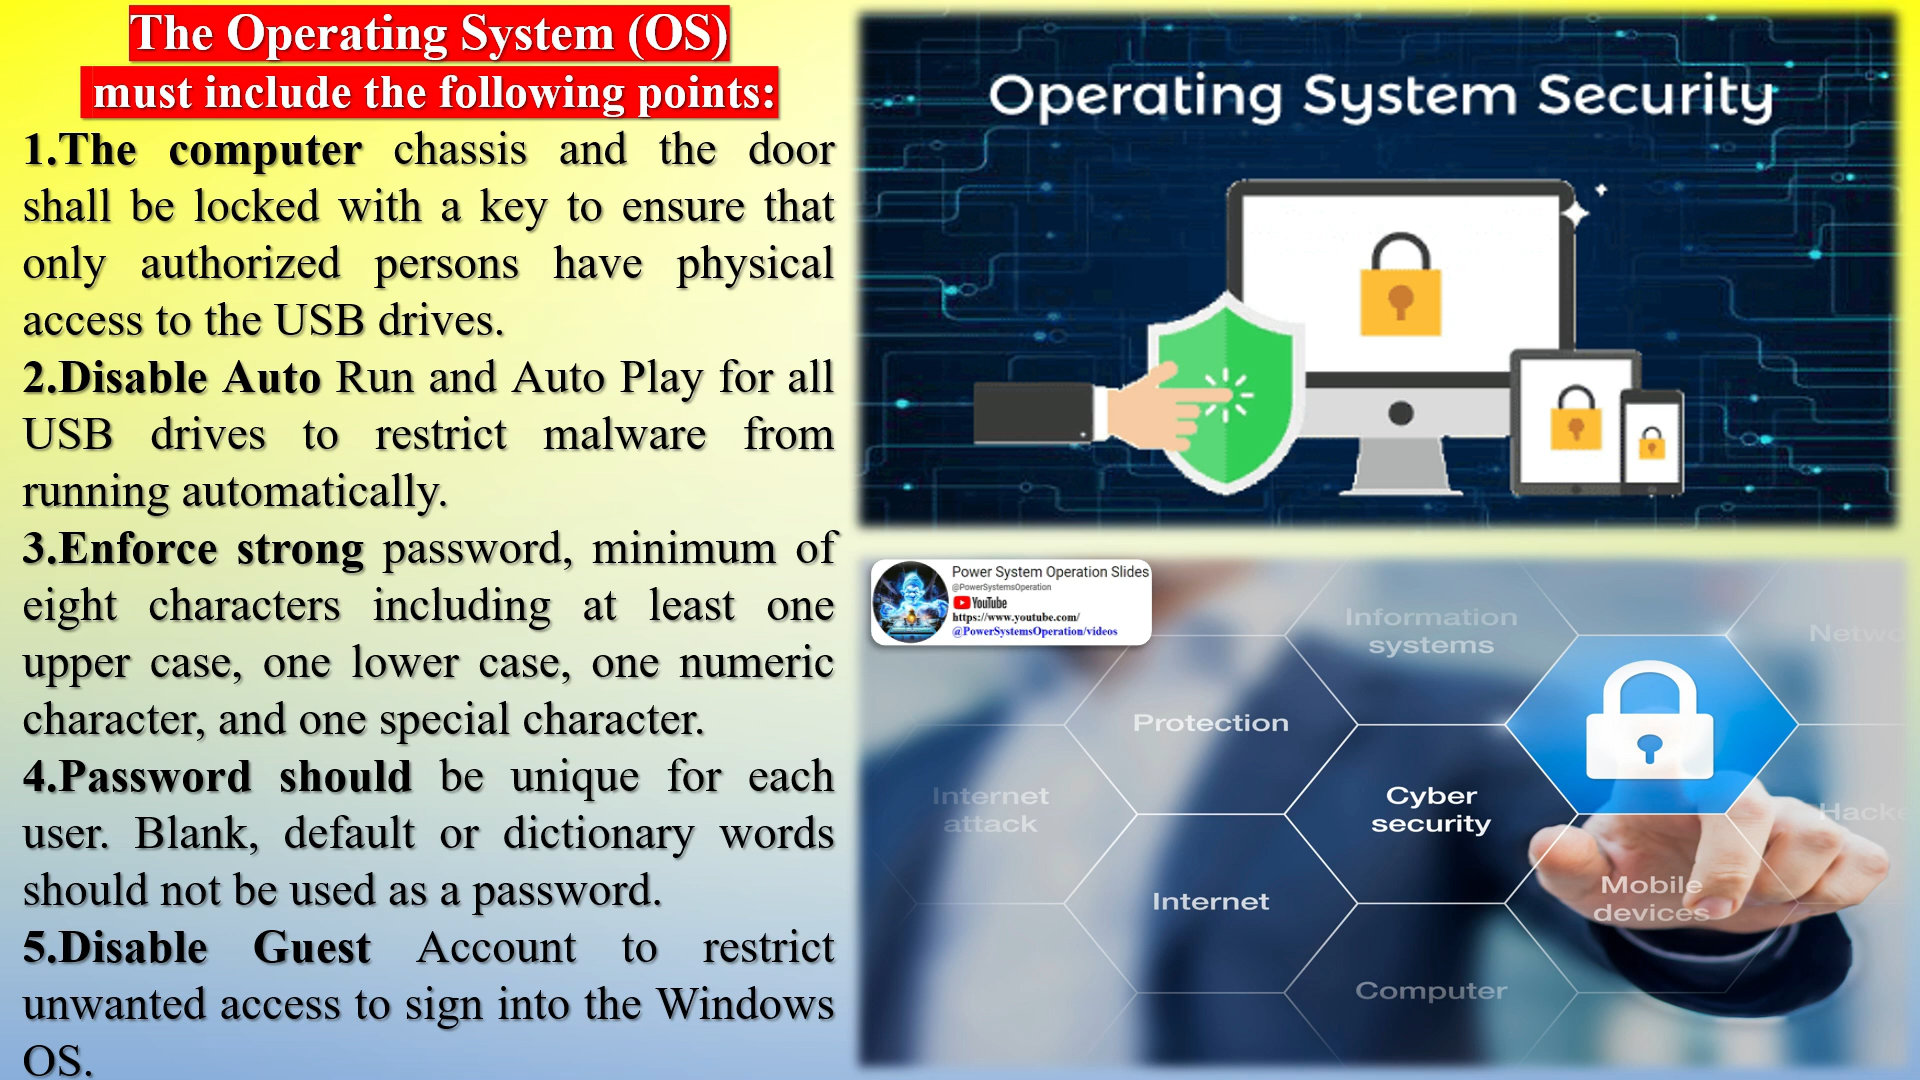 The Operating System (OS)
must include the following points:
1.The computer chassis and the door
shall be locked with a key to ensure that
only authorized persons have physical
access to the USB drives.
2.Disable Auto Run and Auto Play for all
USB drives to restrict malware from
running automatically.
3.Enforce strong password, minimum of
eight characters including at least one
upper case, one lower case, one numeric
character, and one special character.
4.Password should be unique for each
user. Blank, default or dictionary words
should not be used as a password.
5.Disable Guest Account to restrict
unwanted access to sign into the Windows
OS.
Operating System Security
Power System Operation Slides
@PowerSystemsOperation
YouTube
https://www.youtube.com/
@PowerSystemsOperation/videos
Information
systems
Netwo
Protection
Internet
attack
Cyber
security
Hacke
Internet
Mobile
devices
Computer